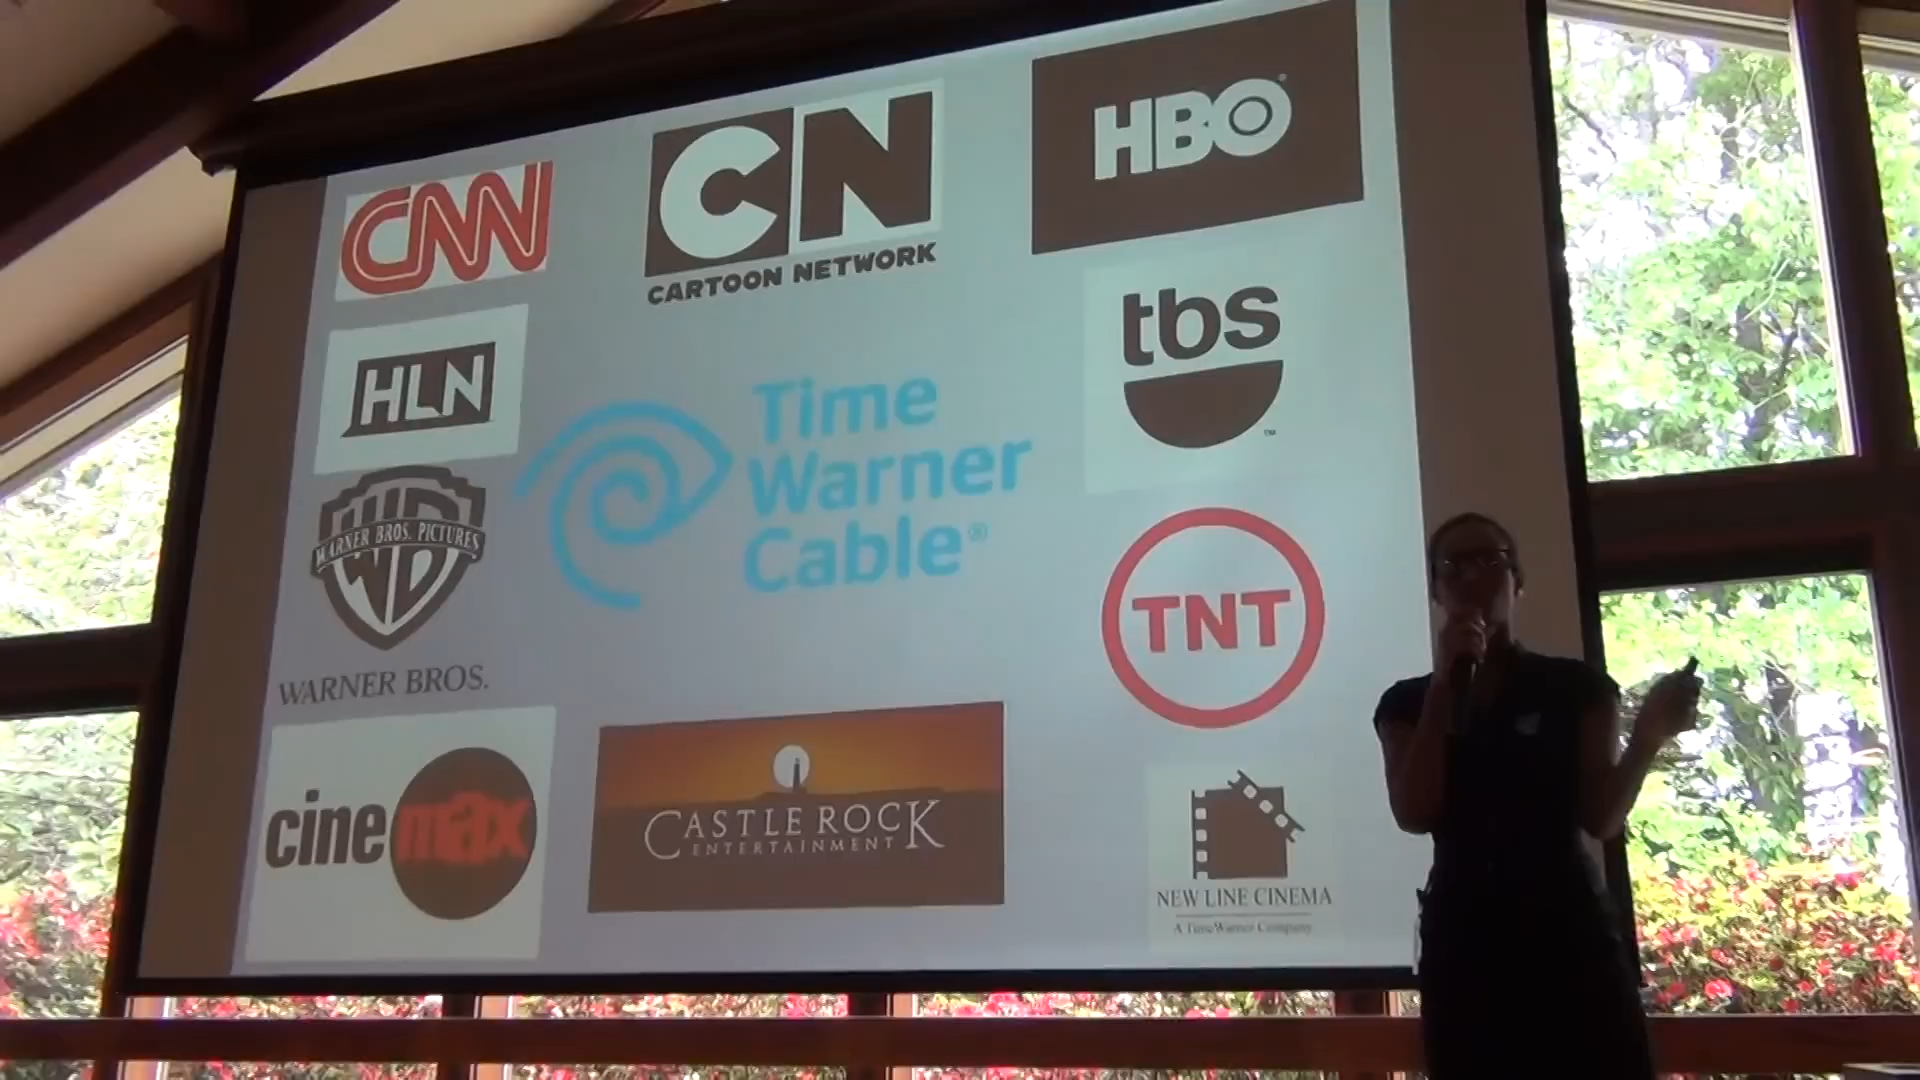 CNN
CN
CARTOON NETWORK
HBO
HLN
tbs
TM
Time
Warner
Cable®
WARNER BROS. PICTURES
WB
WARNER BROS.
TNT
cinemax
CASTLE ROCK
ENTERTAINMENT
NEW LINE CINEMA
A TimeWarner Company